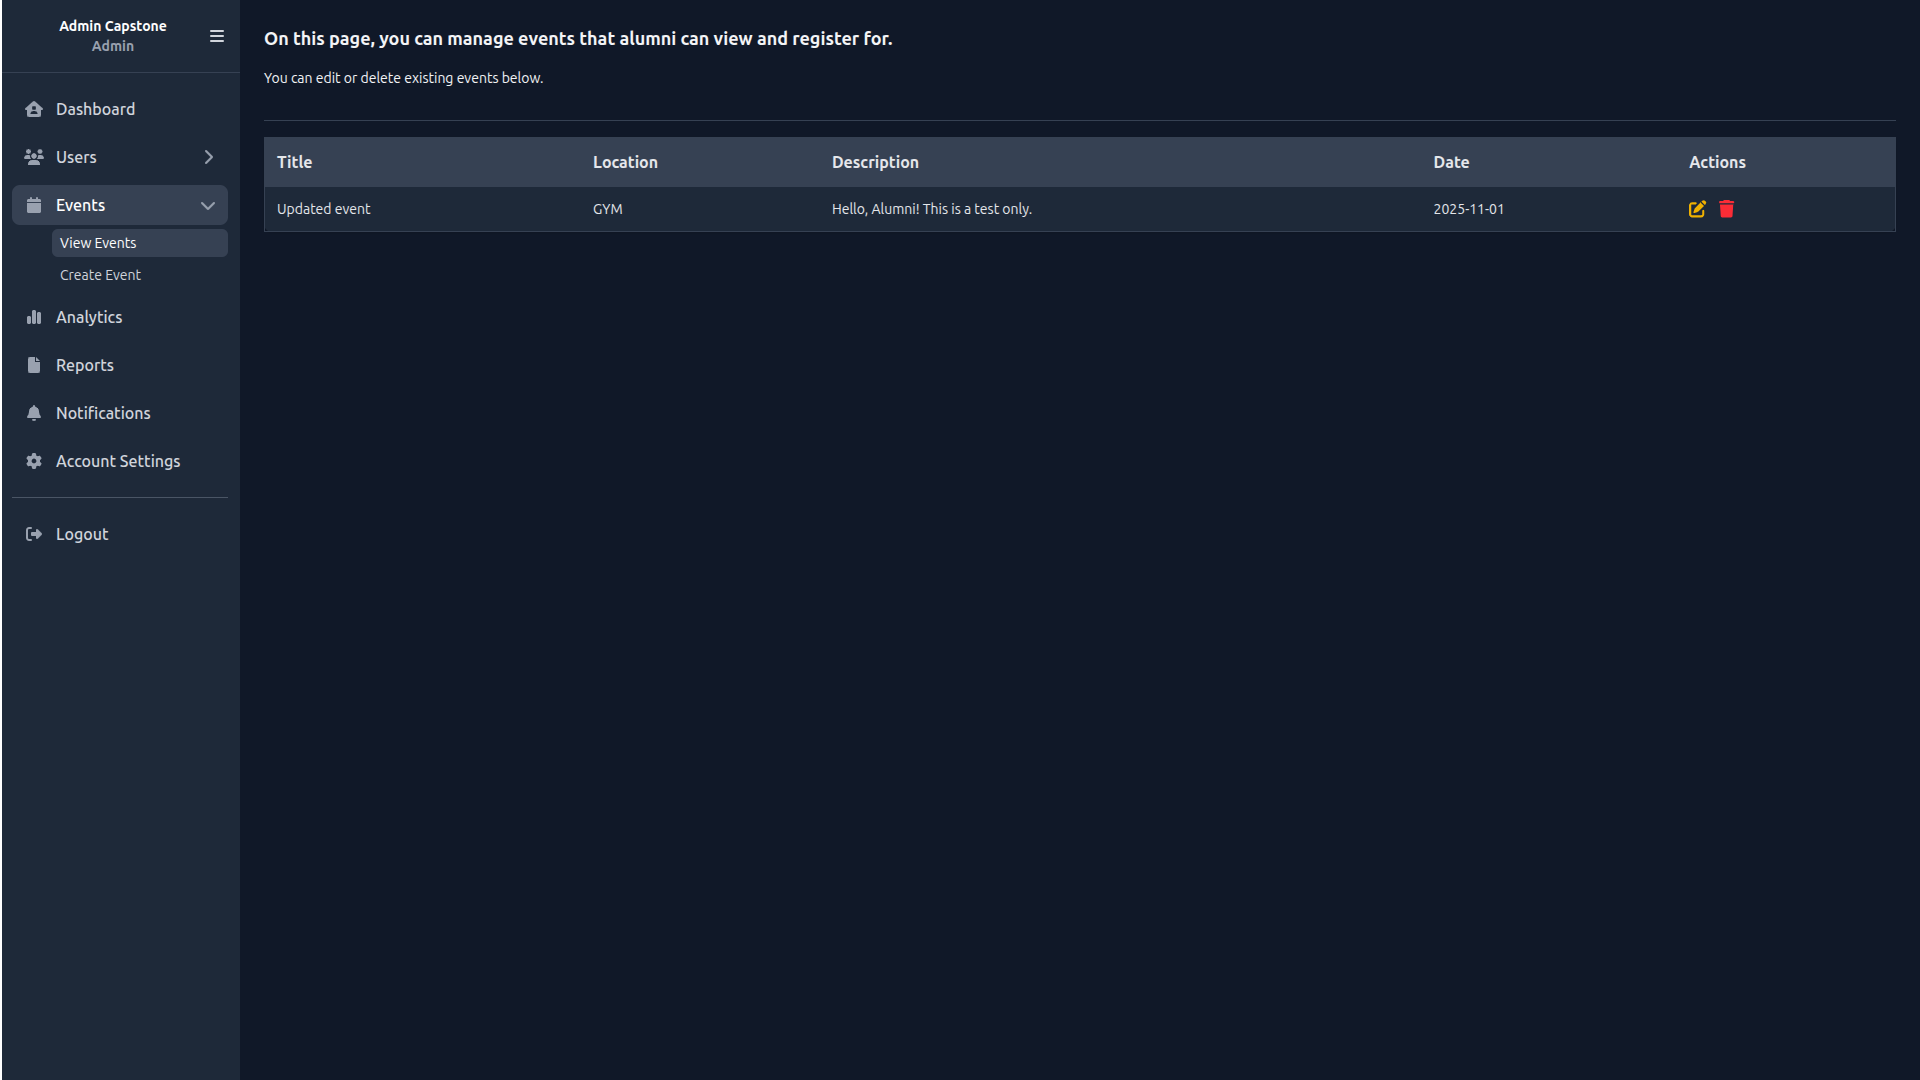 Admin Capstone
Admin
Dashboard
Users
Events
View Events
Create Event
Analytics
Reports
Notifications
Account Settings
Logout
On this page, you can manage events that alumni can view and register for.
You can edit or delete existing events below.
Title Location Description Date Actions
Updated event GYM Hello, Alumni! This is a test only. 2025-11-01